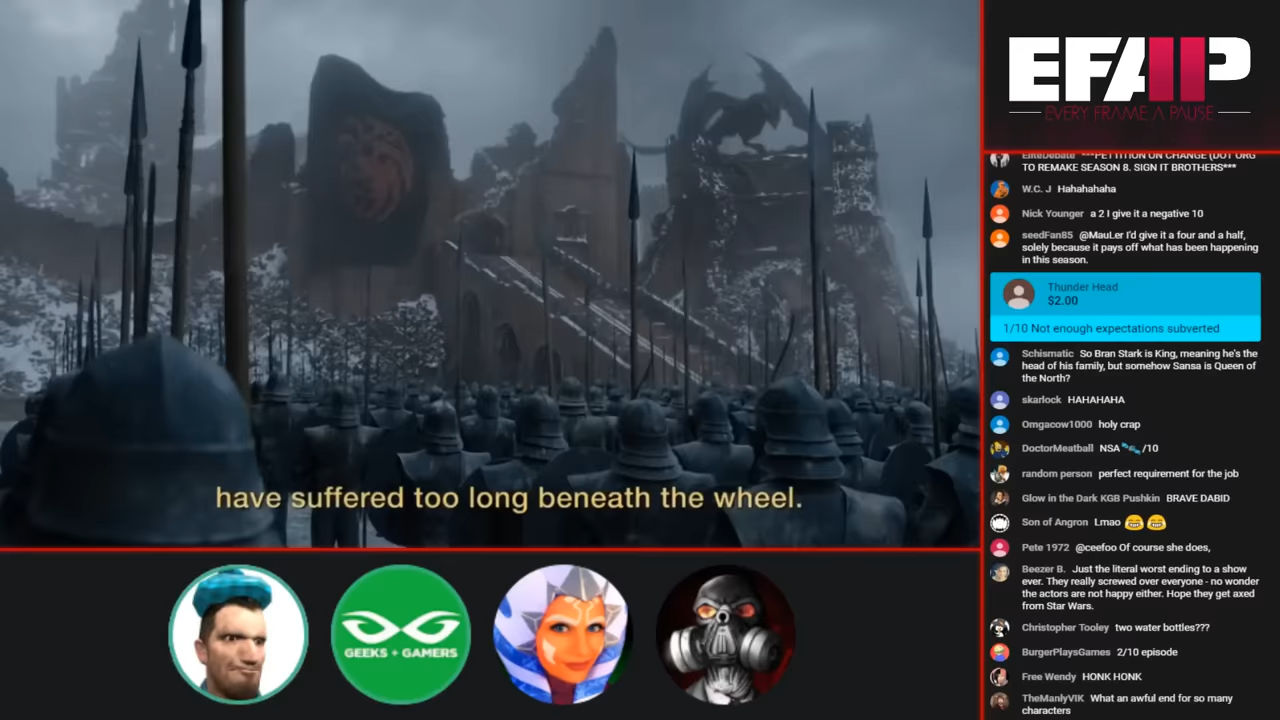 EFAP
EVERY FRAME A PAUSE
EliteDebate ***PETITION ON CHANGE (DOT ORG
TO REMAKE SEASON 8. SIGN IT BROTHERS***
W.C. J Hahahahaha
Nick Younger a 2 I give it a negative 10
seedFan85 @MauLer I'd give it a four and a half,
solely because it pays off what has been happening
in this season.
Thunder Head
$2.00
1/10 Not enough expectations subverted
Schismatic So Bran Stark is King, meaning he's the
head of his family, but somehow Sansa is Queen of
the North?
skarlock HAHAHAHA
Omgacow1000 holy crap
DoctorMeatball NSA /10
random person perfect requirement for the job
Glow in the Dark KGB Pushkin BRAVE DABID
Son of Angron Lmao 😂😂
Pete 1972 @ceefoo Of course she does,
Beezer B. Just the literal worst ending to a show
ever. They really screwed over everyone - no wonder
the actors are not happy either. Hope they get axed
from Star Wars.
Christopher Tooley two water bottles???
BurgerPlaysGames 2/10 episode
Free Wendy HONK HONK
TheManlyVIK What an awful end for so many
characters
have suffered too long beneath the wheel.
GEEKS + GAMERS